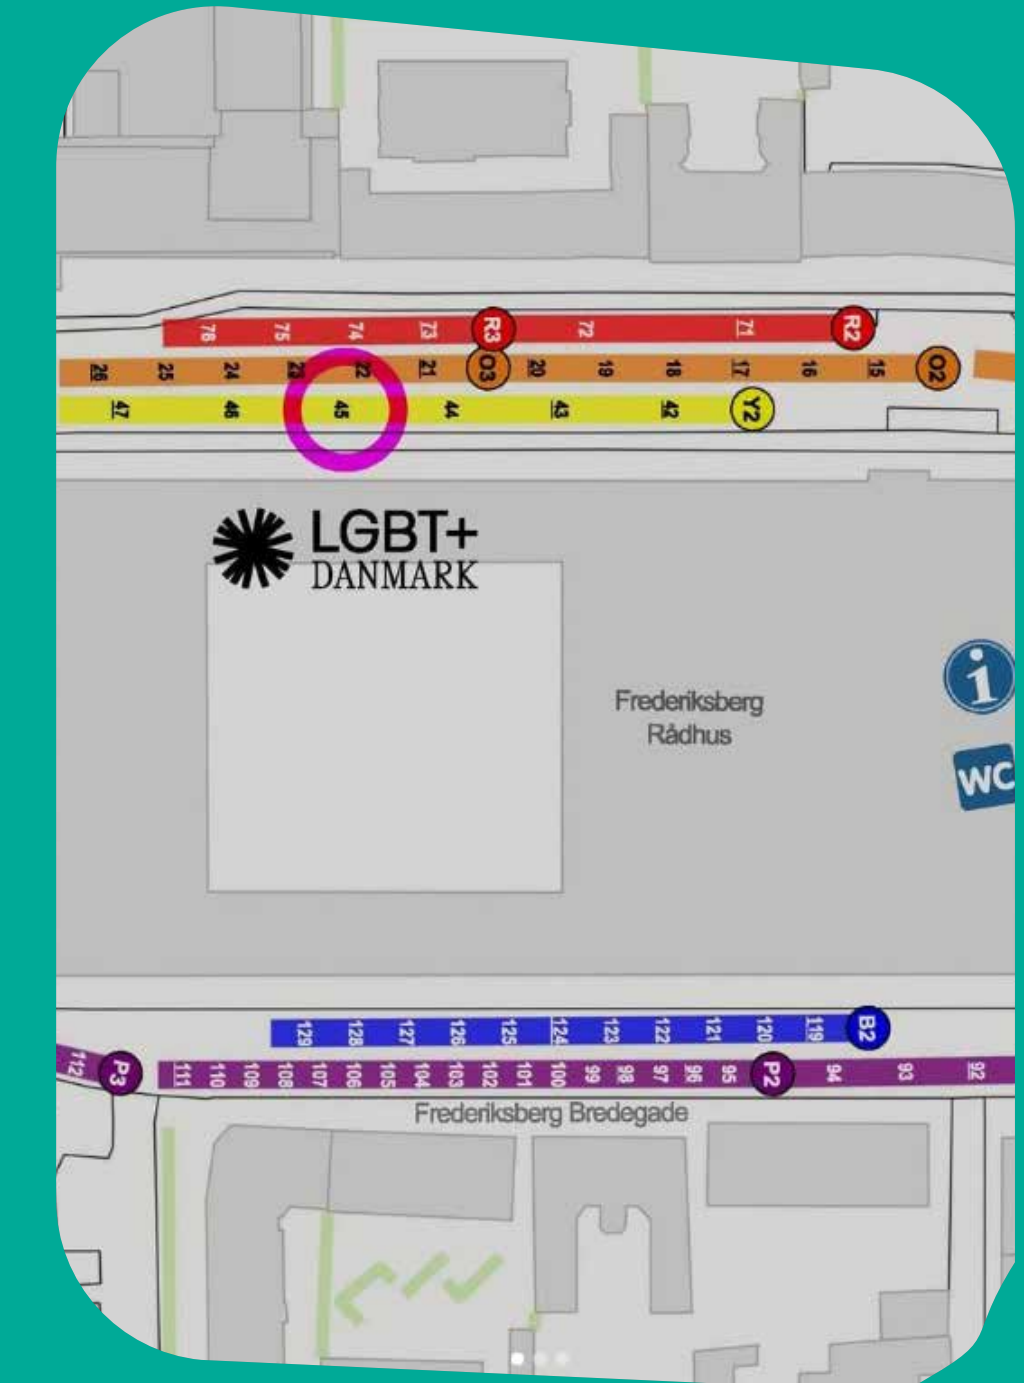 76 75 74 73 R3 72 71 R2
26 25 24 23 22 21 O3 20 19 18 17 16 15 O2
47 46 45 44 43 42 Y2
LGBT+
DANMARK
Frederiksberg
Rådhus
i
WC
129 128 127 126 125 124 123 122 121 120 119 B2
112 P3 111 110 109 108 107 106 105 104 103 102 101 100 99 98 97 96 95 P2 94 93 92
Frederiksberg Bredegade